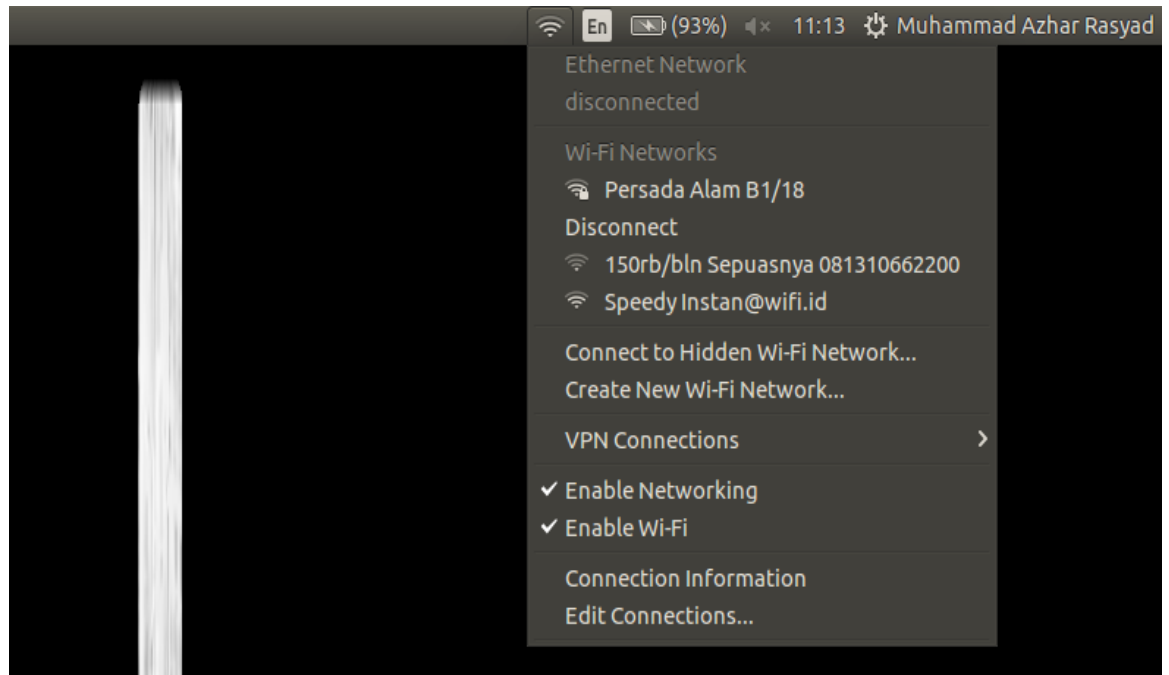 En (93%) 11:13 Muhammad Azhar Rasyad
Ethernet Network
disconnected
Wi-Fi Networks
Persada Alam B1/18
Disconnect
150rb/bln Sepuasnya 081310662200
Speedy Instan@wifi.id
Connect to Hidden Wi-Fi Network...
Create New Wi-Fi Network...
VPN Connections
Enable Networking
Enable Wi-Fi
Connection Information
Edit Connections...